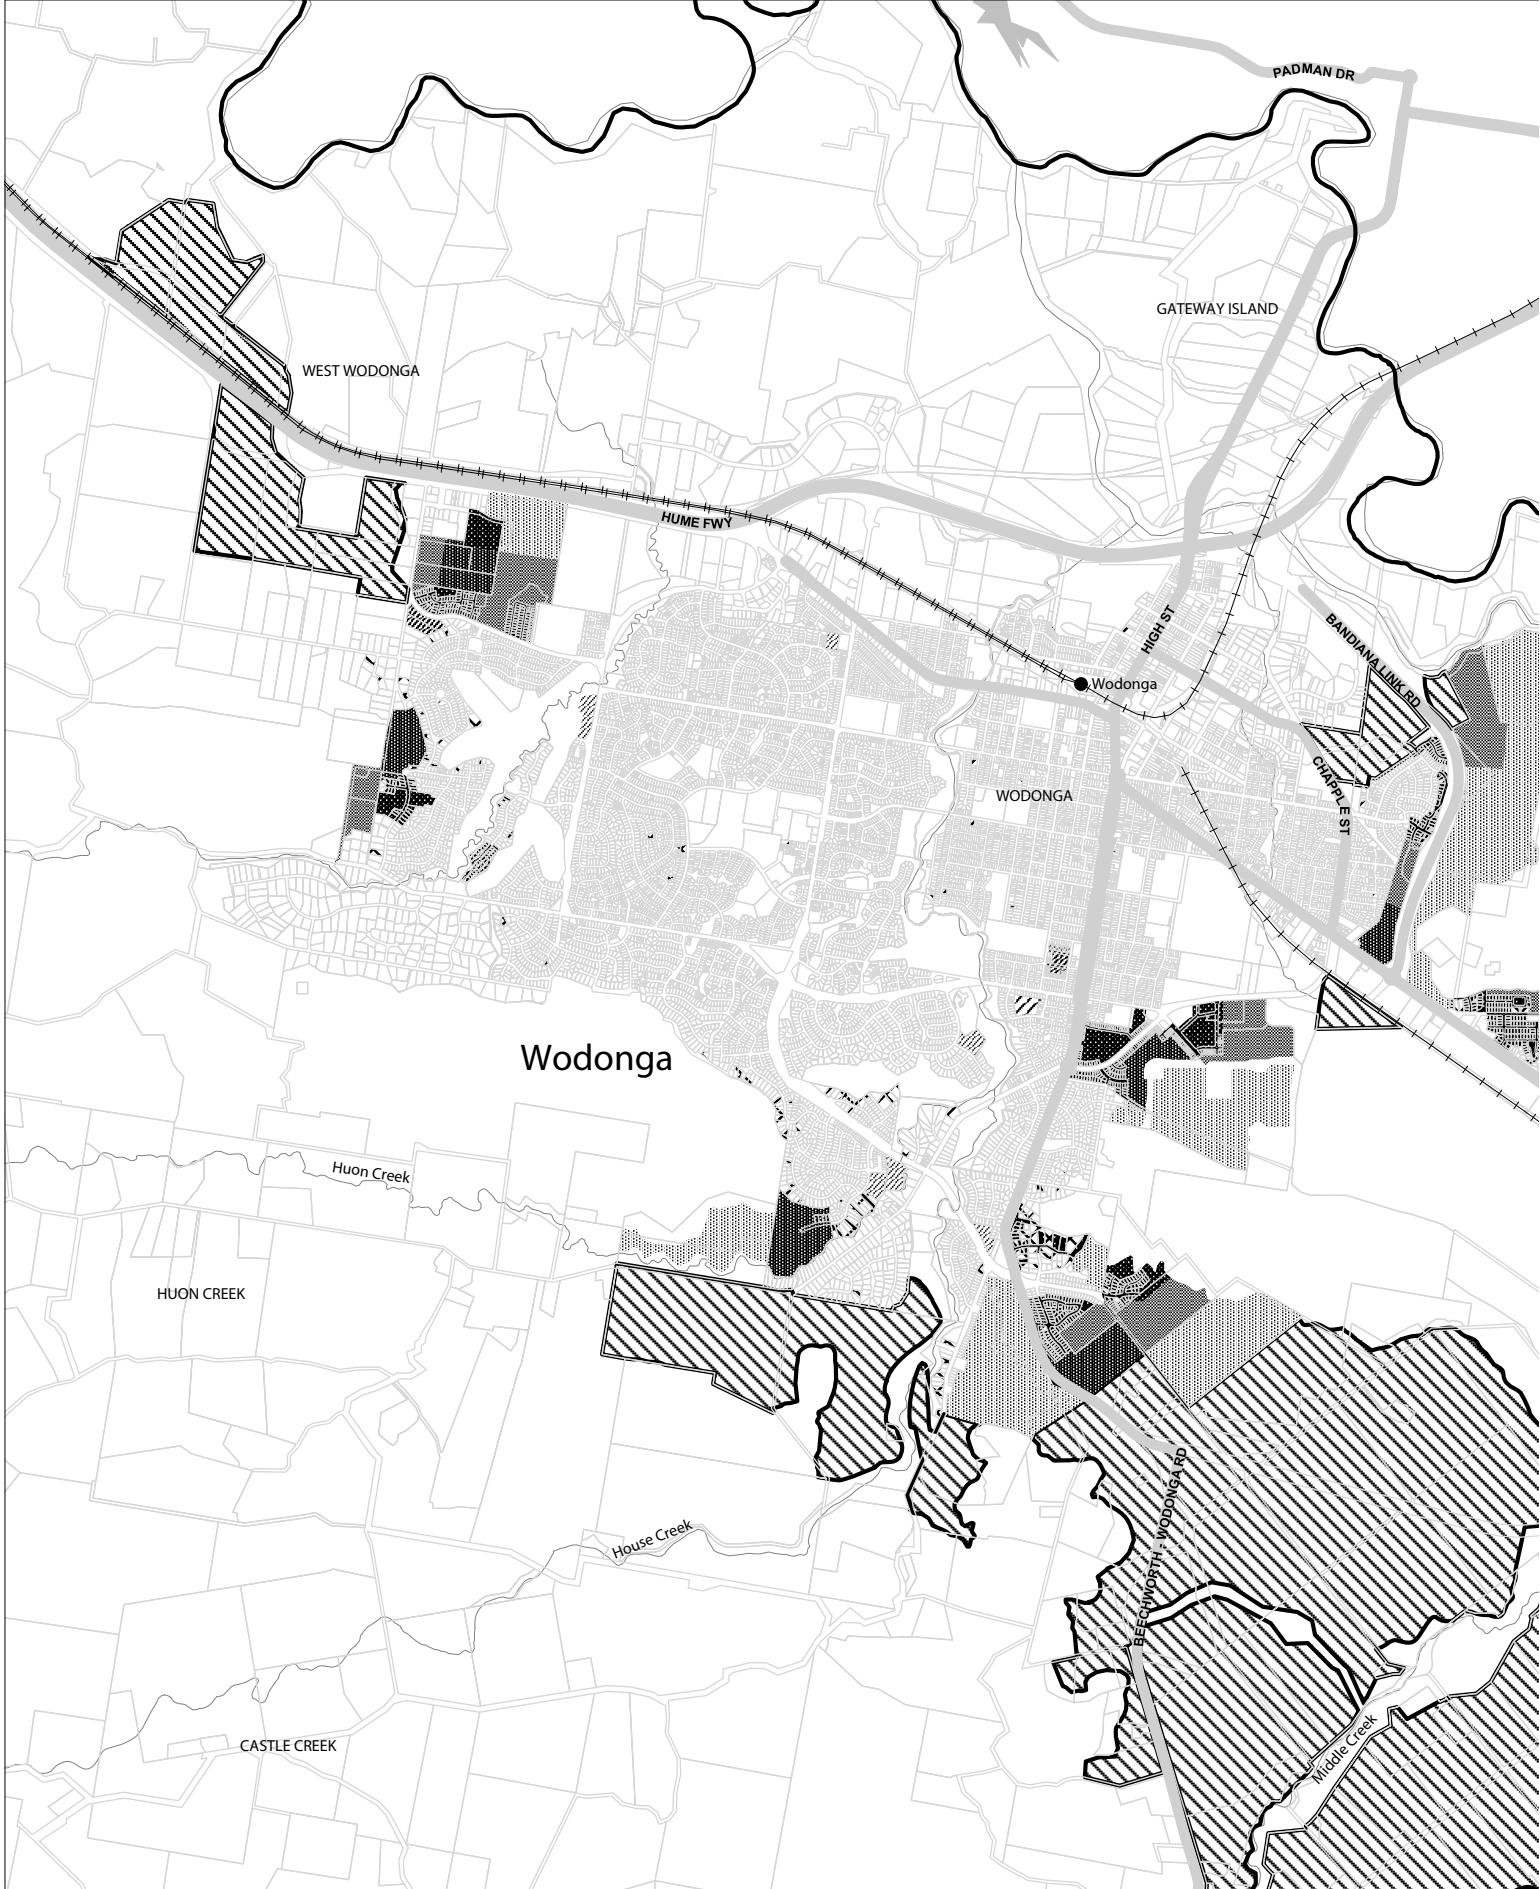 PADMAN DR
GATEWAY ISLAND
WEST WODONGA
HUME FWY
HIGH ST
BANDIANA LINK RD
Wodonga
CHAPPLE ST
WODONGA
Wodonga
Huon Creek
HUON CREEK
BEECHWORTH - WODONGA RD
House Creek
Middle Creek
CASTLE CREEK